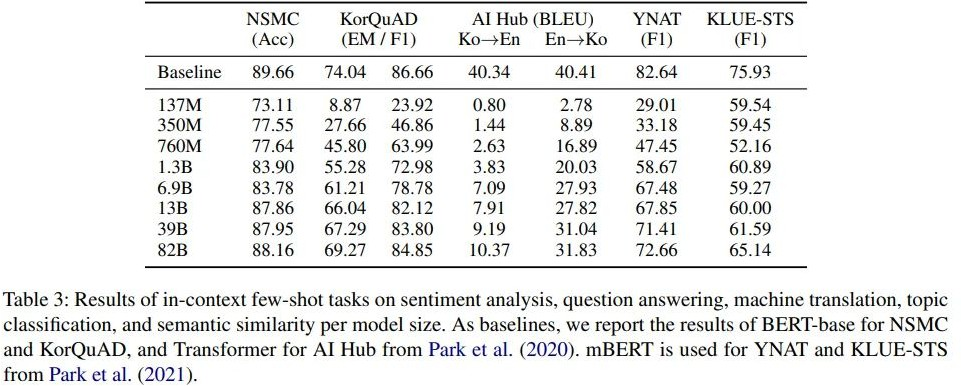 NSMC KorQuAD AI Hub (BLEU) YNAT KLUE-STS
(Acc) (EM / F1) Ko→En En→Ko (F1) (F1)
Baseline 89.66 74.04 86.66 40.34 40.41 82.64 75.93
137M 73.11 8.87 23.92 0.80 2.78 29.01 59.54
350M 77.55 27.66 46.86 1.44 8.89 33.18 59.45
760M 77.64 45.80 63.99 2.63 16.89 47.45 52.16
1.3B 83.90 55.28 72.98 3.83 20.03 58.67 60.89
6.9B 83.78 61.21 78.78 7.09 27.93 67.48 59.27
13B 87.86 66.04 82.12 7.91 27.82 67.85 60.00
39B 87.95 67.29 83.80 9.19 31.04 71.41 61.59
82B 88.16 69.27 84.85 10.37 31.83 72.66 65.14
Table 3: Results of in-context few-shot tasks on sentiment analysis, question answering, machine translation, topic
classification, and semantic similarity per model size. As baselines, we report the results of BERT-base for NSMC
and KorQuAD, and Transformer for AI Hub from Park et al. (2020). mBERT is used for YNAT and KLUE-STS
from Park et al. (2021).